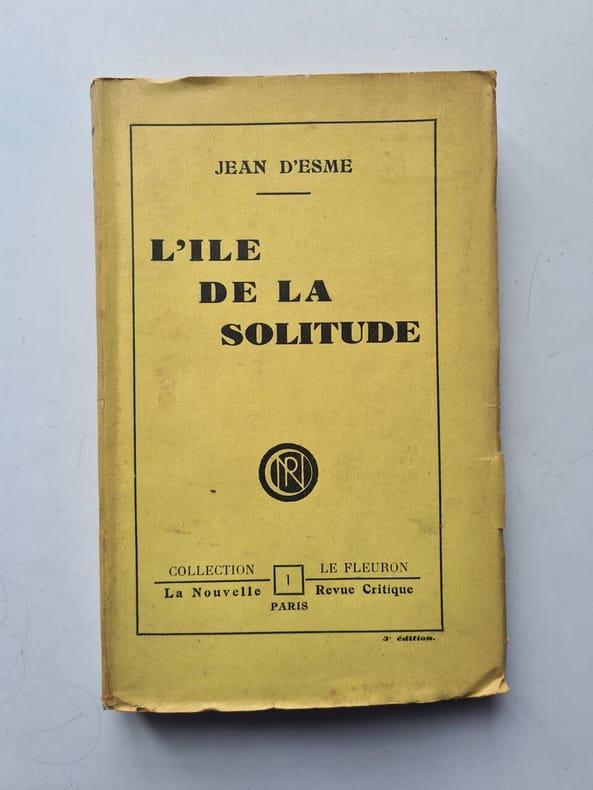 JEAN D'ESME
L'ILE
DE LA
SOLITUDE
NRC
COLLECTION LE FLEURON
1
La Nouvelle Revue Critique
PARIS
3e édition.